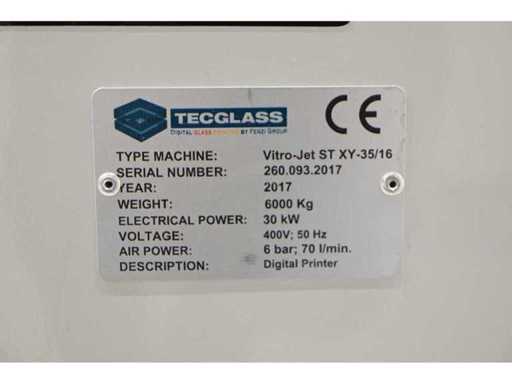 TECGLASS
DIGITAL GLASS PRINTING BY FENZI GROUP
CE
TYPE MACHINE: Vitro-Jet ST XY-35/16
SERIAL NUMBER: 260.093.2017
YEAR: 2017
WEIGHT: 6000 Kg
ELECTRICAL POWER: 30 kW
VOLTAGE: 400V; 50 Hz
AIR POWER: 6 bar; 70 l/min.
DESCRIPTION: Digital Printer